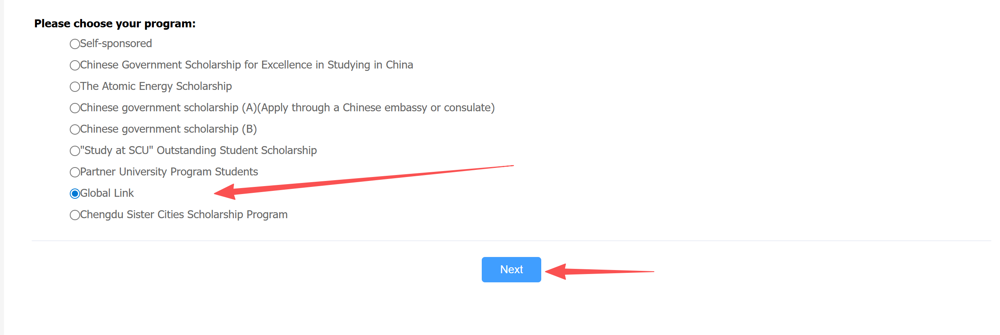 Please choose your program:
Self-sponsored
Chinese Government Scholarship for Excellence in Studying in China
The Atomic Energy Scholarship
Chinese government scholarship (A)(Apply through a Chinese embassy or consulate)
Chinese government scholarship (B)
"Study at SCU" Outstanding Student Scholarship
Partner University Program Students
Global Link
Chengdu Sister Cities Scholarship Program
Next